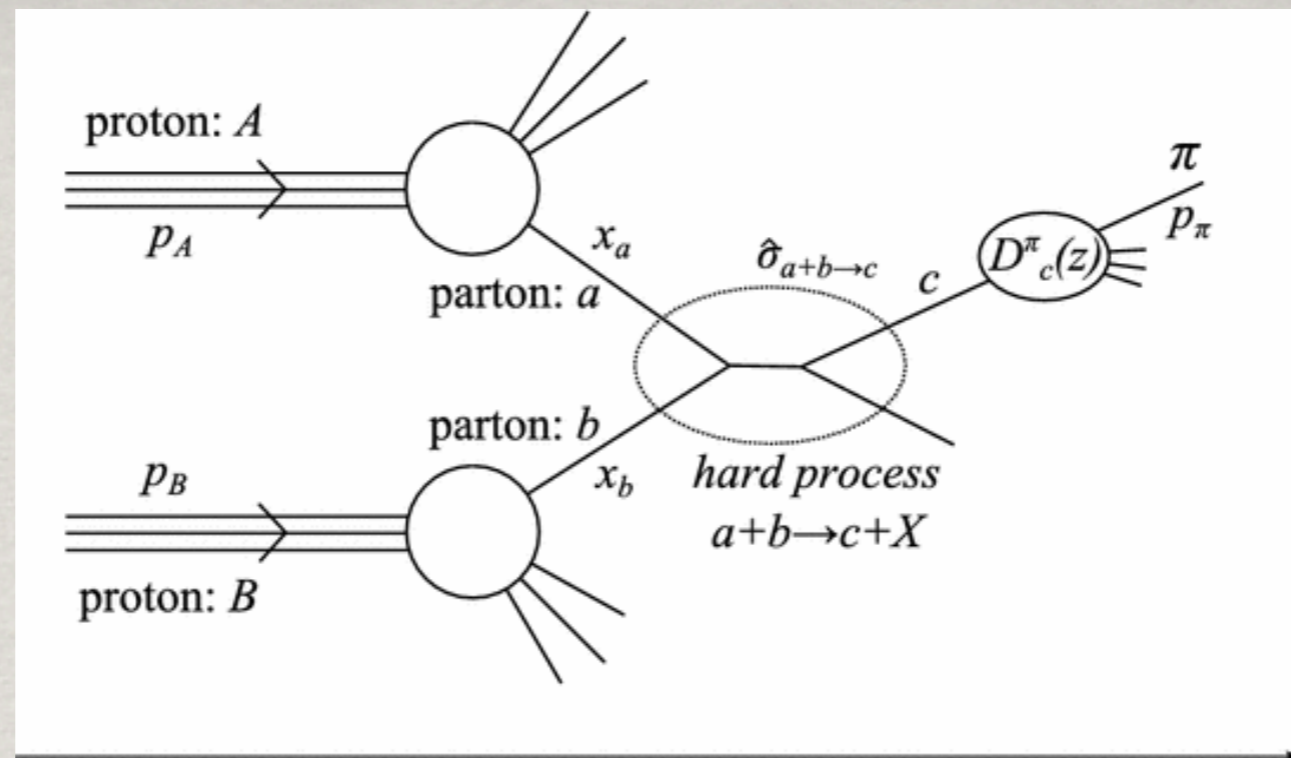 proton: A
p_A
x_a
parton: a
σ̂_{a+b→c}
c
D^π_c(z)
π
p_π
parton: b
x_b
p_B
proton: B
hard process
a+b→c+X